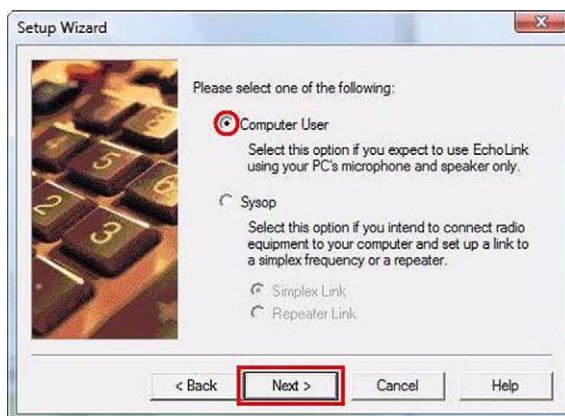 Setup Wizard
Please select one of the following:
Computer User
Select this option if you expect to use EchoLink
using your PC's microphone and speaker only.
Sysop
Select this option if you intend to connect radio
equipment to your computer and set up a link to
a simplex frequency or a repeater.
Simplex Link
Repeater Link
< Back Next > Cancel Help